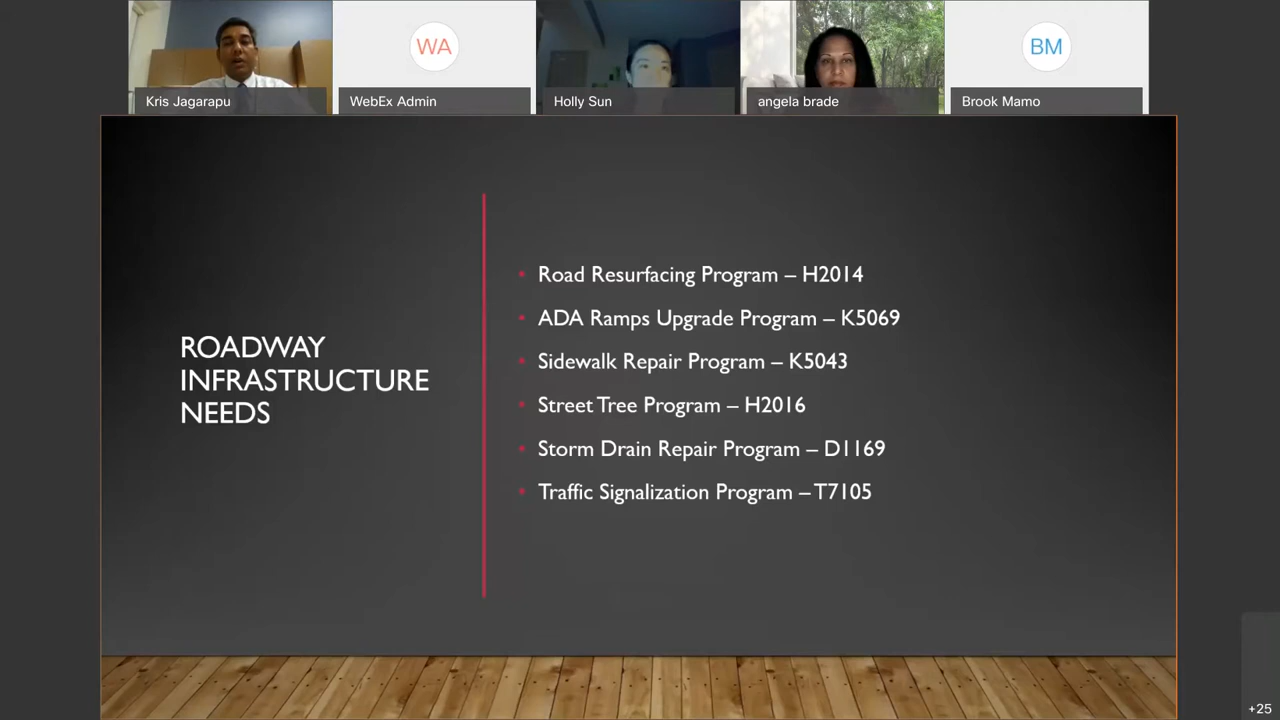 WA
BM
Kris Jagarapu
WebEx Admin
Holly Sun
angela brade
Brook Mamo
ROADWAY
INFRASTRUCTURE
NEEDS
• Road Resurfacing Program – H2014
• ADA Ramps Upgrade Program – K5069
• Sidewalk Repair Program – K5043
• Street Tree Program – H2016
• Storm Drain Repair Program – D1169
• Traffic Signalization Program – T7105
+25